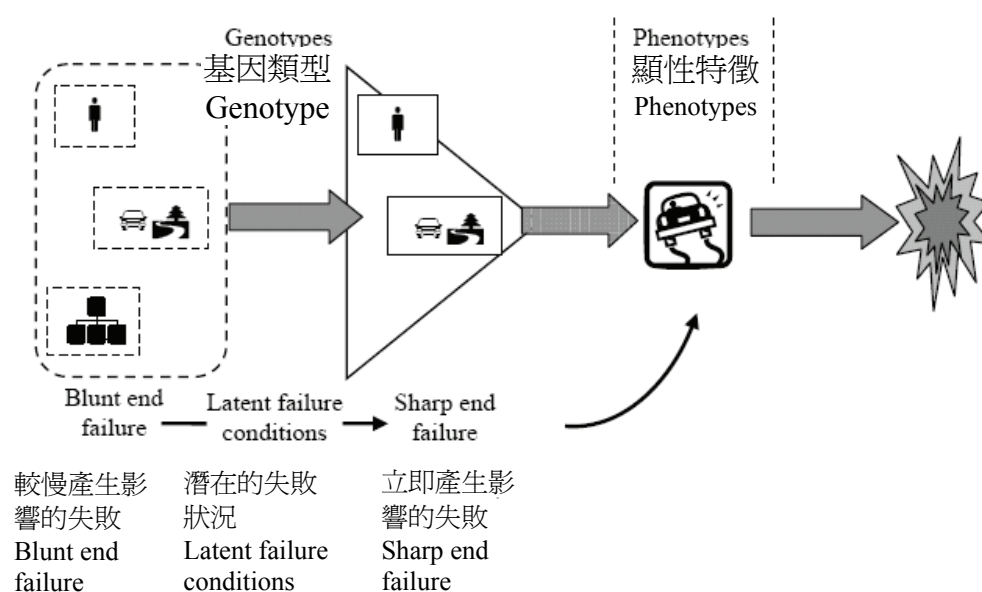 Genotypes
基因類型
Genotype
Phenotypes
顯性特徵
Phenotypes
Blunt end
failure
Latent failure
conditions
Sharp end
failure
較慢產生影
響的失敗
Blunt end
failure
潛在的失敗
狀況
Latent failure
conditions
立即產生影
響的失敗
Sharp end
failure